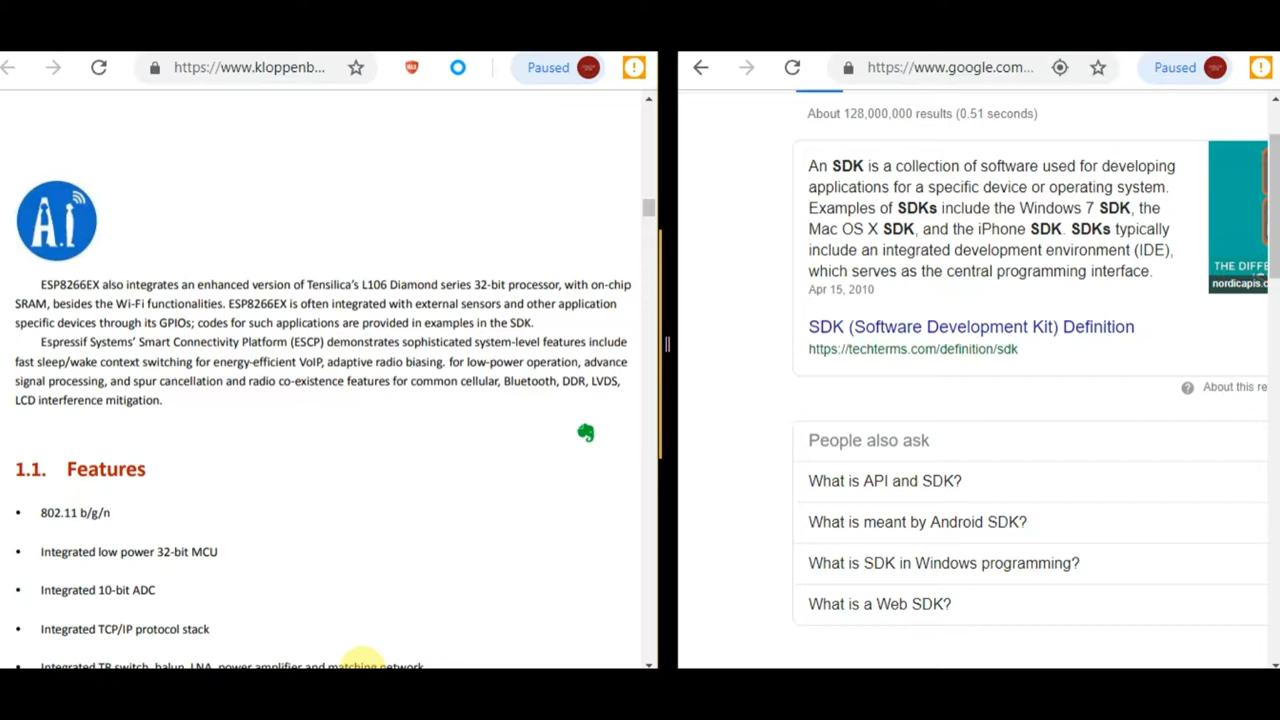 https://www.kloppenb...
Paused
A.i
ESP8266EX also integrates an enhanced version of Tensilica's L106 Diamond series 32-bit processor, with on-chip
SRAM, besides the Wi-Fi functionalities. ESP8266EX is often integrated with external sensors and other application
specific devices through its GPIOs; codes for such applications are provided in examples in the SDK.
Espressif Systems' Smart Connectivity Platform (ESCP) demonstrates sophisticated system-level features include
fast sleep/wake context switching for energy-efficient VoIP, adaptive radio biasing. for low-power operation, advance
signal processing, and spur cancellation and radio co-existence features for common cellular, Bluetooth, DDR, LVDS,
LCD interference mitigation.
1.1. Features
• 802.11 b/g/n
• Integrated low power 32-bit MCU
• Integrated 10-bit ADC
• Integrated TCP/IP protocol stack
Integrated TR switch, balun, LNA, power amplifier and matching network
https://www.google.com...
Paused
About 128,000,000 results (0.51 seconds)
An SDK is a collection of software used for developing
applications for a specific device or operating system.
Examples of SDKs include the Windows 7 SDK, the
Mac OS X SDK, and the iPhone SDK. SDKs typically
include an integrated development environment (IDE),
which serves as the central programming interface.
Apr 15, 2010
THE DIFFE
nordicapis.c
SDK (Software Development Kit) Definition
https://techterms.com/definition/sdk
About this re
People also ask
What is API and SDK?
What is meant by Android SDK?
What is SDK in Windows programming?
What is a Web SDK?